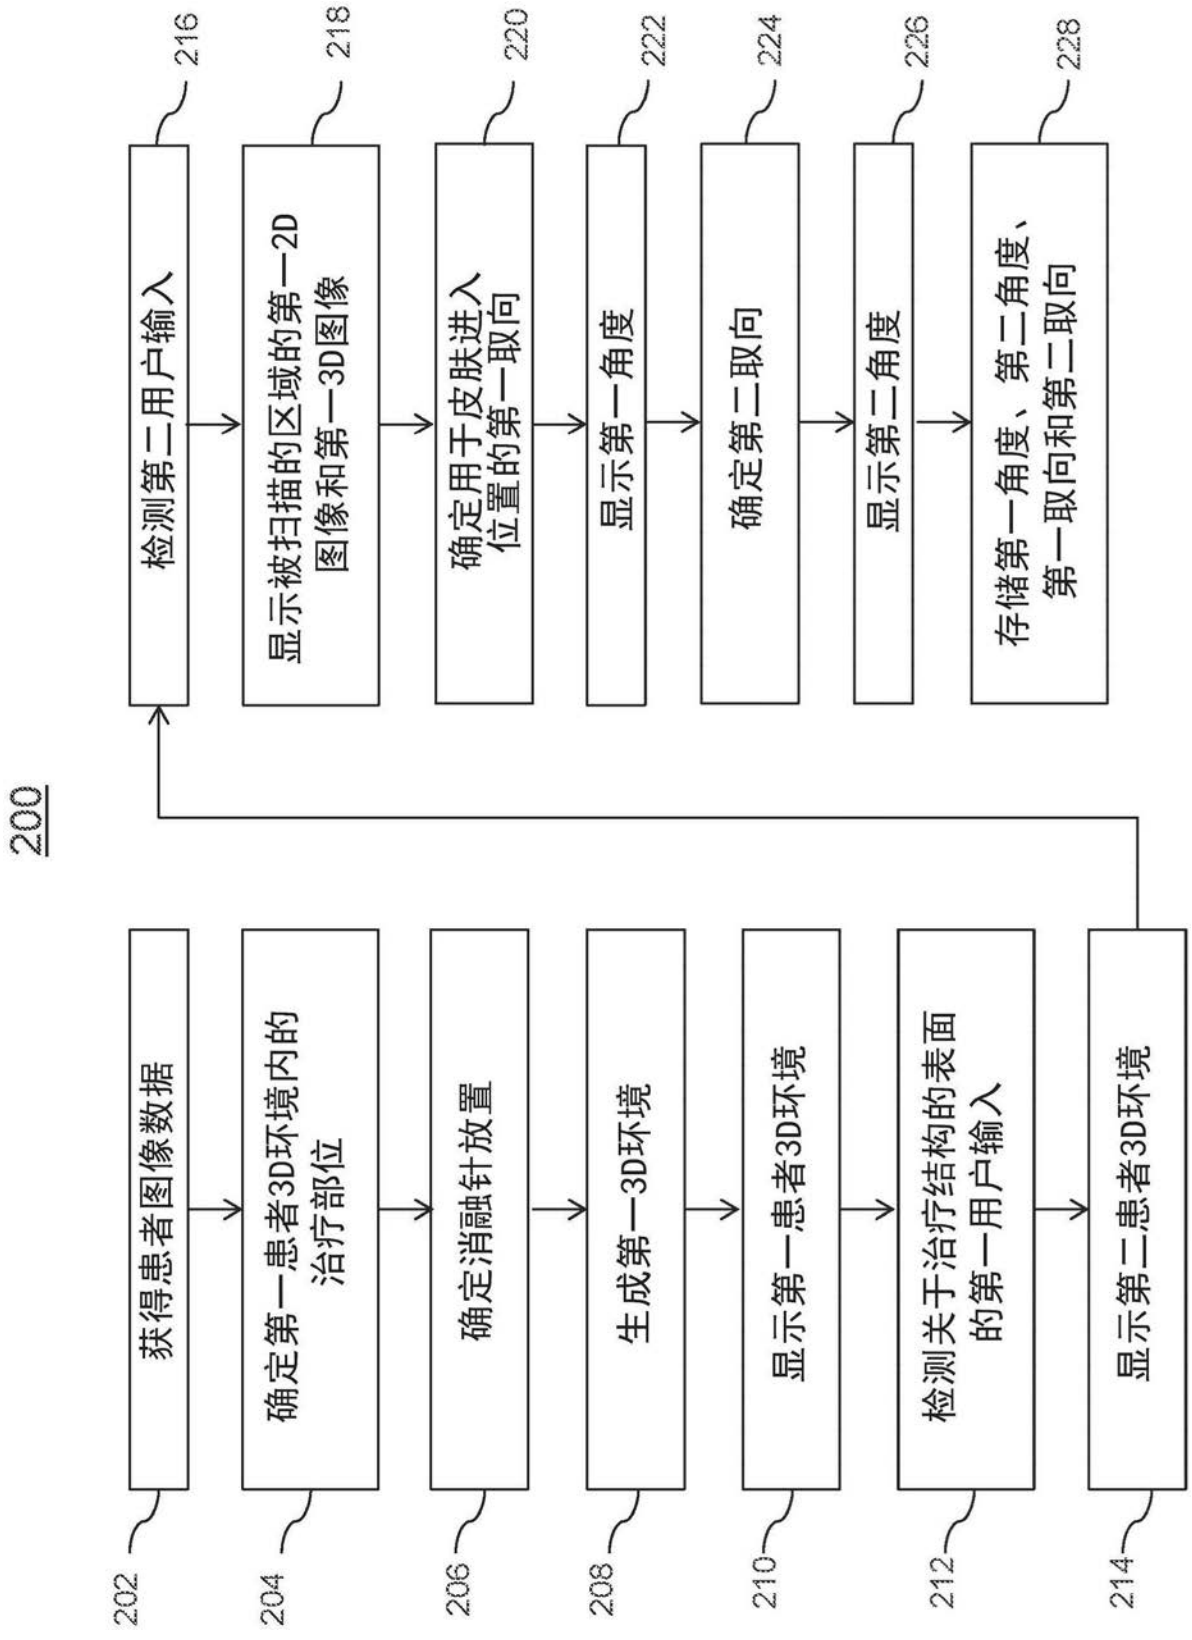 200
202
获得患者图像数据
204
确定第一患者3D环境内的
治疗部位
206
确定消融针放置
208
生成第一3D环境
210
显示第一患者3D环境
212
检测关于治疗结构的表面
的第一用户输入
214
显示第二患者3D环境
216
检测第二用户输入
218
显示被扫描的区域的第一2D
图像和第一3D图像
220
确定用于皮肤进入
位置的第一取向
222
显示第一角度
224
确定第二取向
226
显示第二角度
228
存储第一角度、第二角度、
第一取向和第二取向